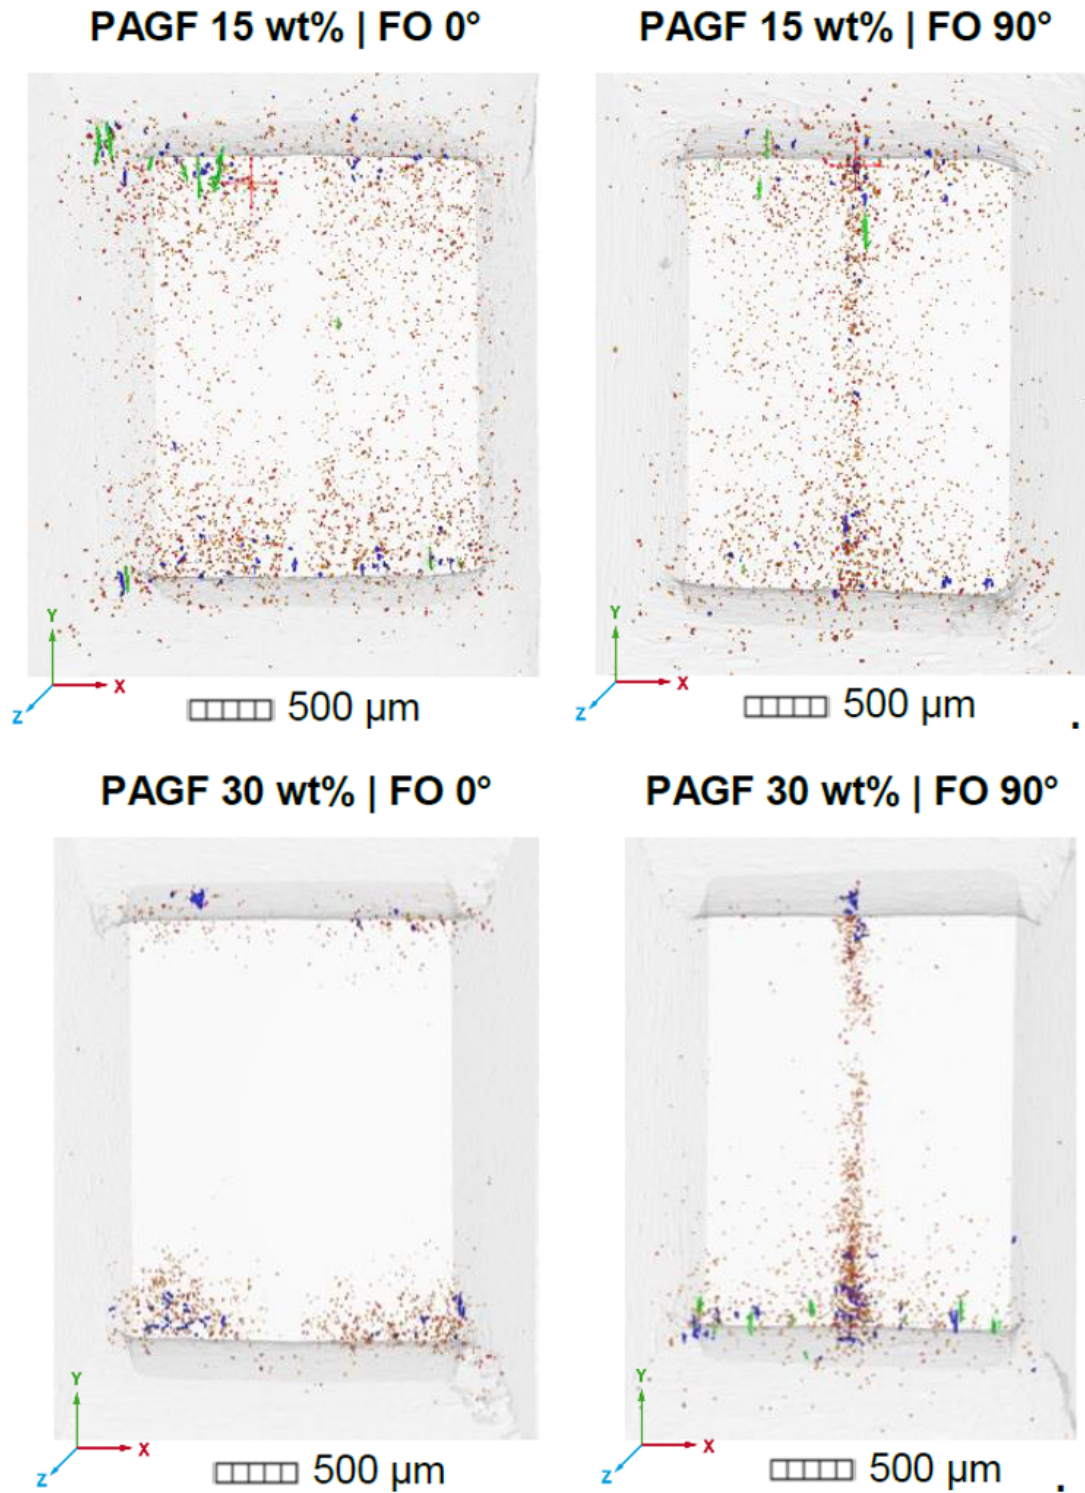 PAGF 15 wt% | FO 0°
PAGF 15 wt% | FO 90°
Y
X
Z
500 µm
Y
X
Z
500 µm
.
PAGF 30 wt% | FO 0°
PAGF 30 wt% | FO 90°
Y
X
Z
500 µm
Y
X
Z
500 µm
.